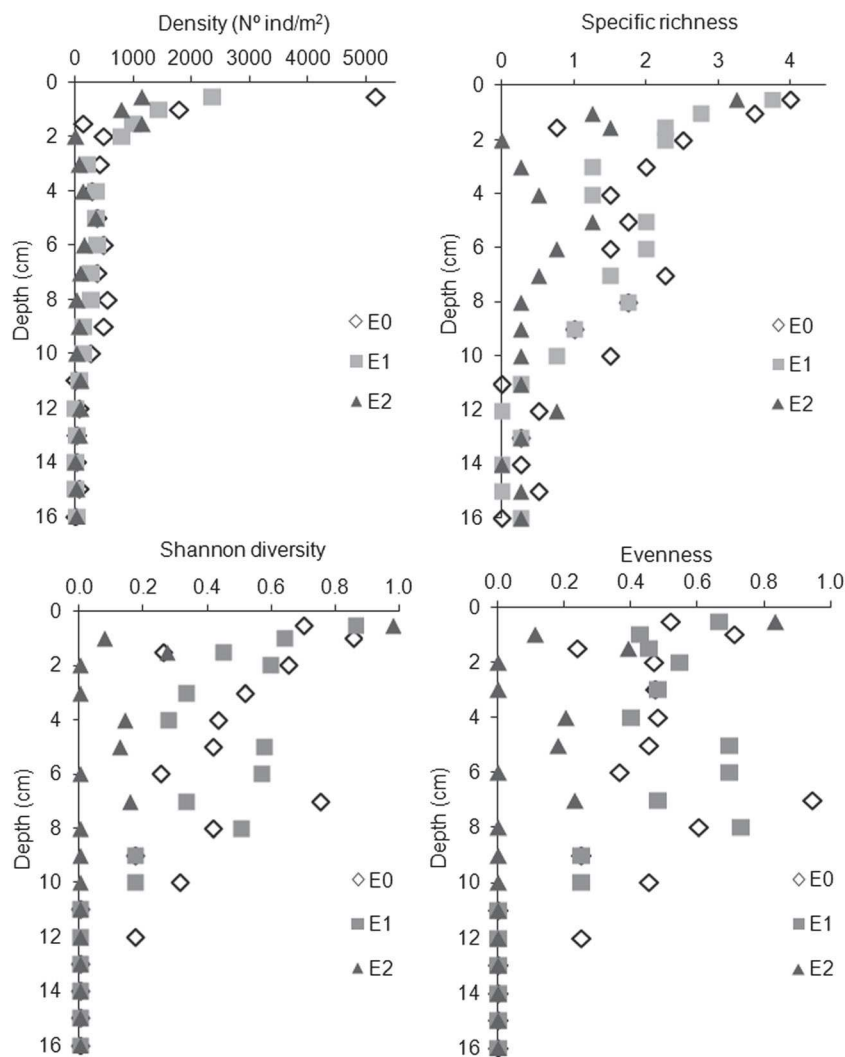 Density (Nº ind/m²)
0 1000 2000 3000 4000 5000
Depth (cm)
0
2
4
6
8
10
12
14
16
E0
E1
E2
Specific richness
0 1 2 3 4
Depth (cm)
0
2
4
6
8
10
12
14
16
E0
E1
E2
Shannon diversity
0.0 0.2 0.4 0.6 0.8 1.0
Depth (cm)
0
2
4
6
8
10
12
14
16
E0
E1
E2
Evenness
0.0 0.2 0.4 0.6 0.8 1.0
Depth (cm)
0
2
4
6
8
10
12
14
16
E0
E1
E2